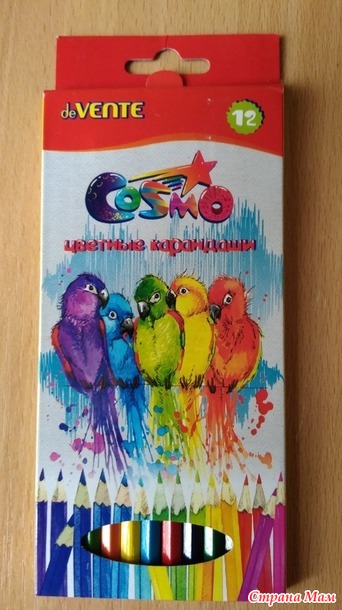 deVENTE
12
COSMO
цветные карандаши
Страна Мам